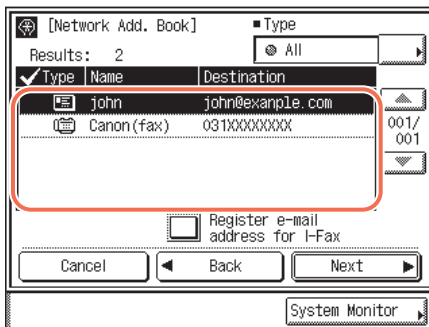 [Network Add. Book]
■Type
Results: 2
All
Type Name Destination
john john@exanple.com
Canon(fax) 031XXXXXXX
001/
001
Register e-mail
address for I-Fax
Cancel Back Next
System Monitor